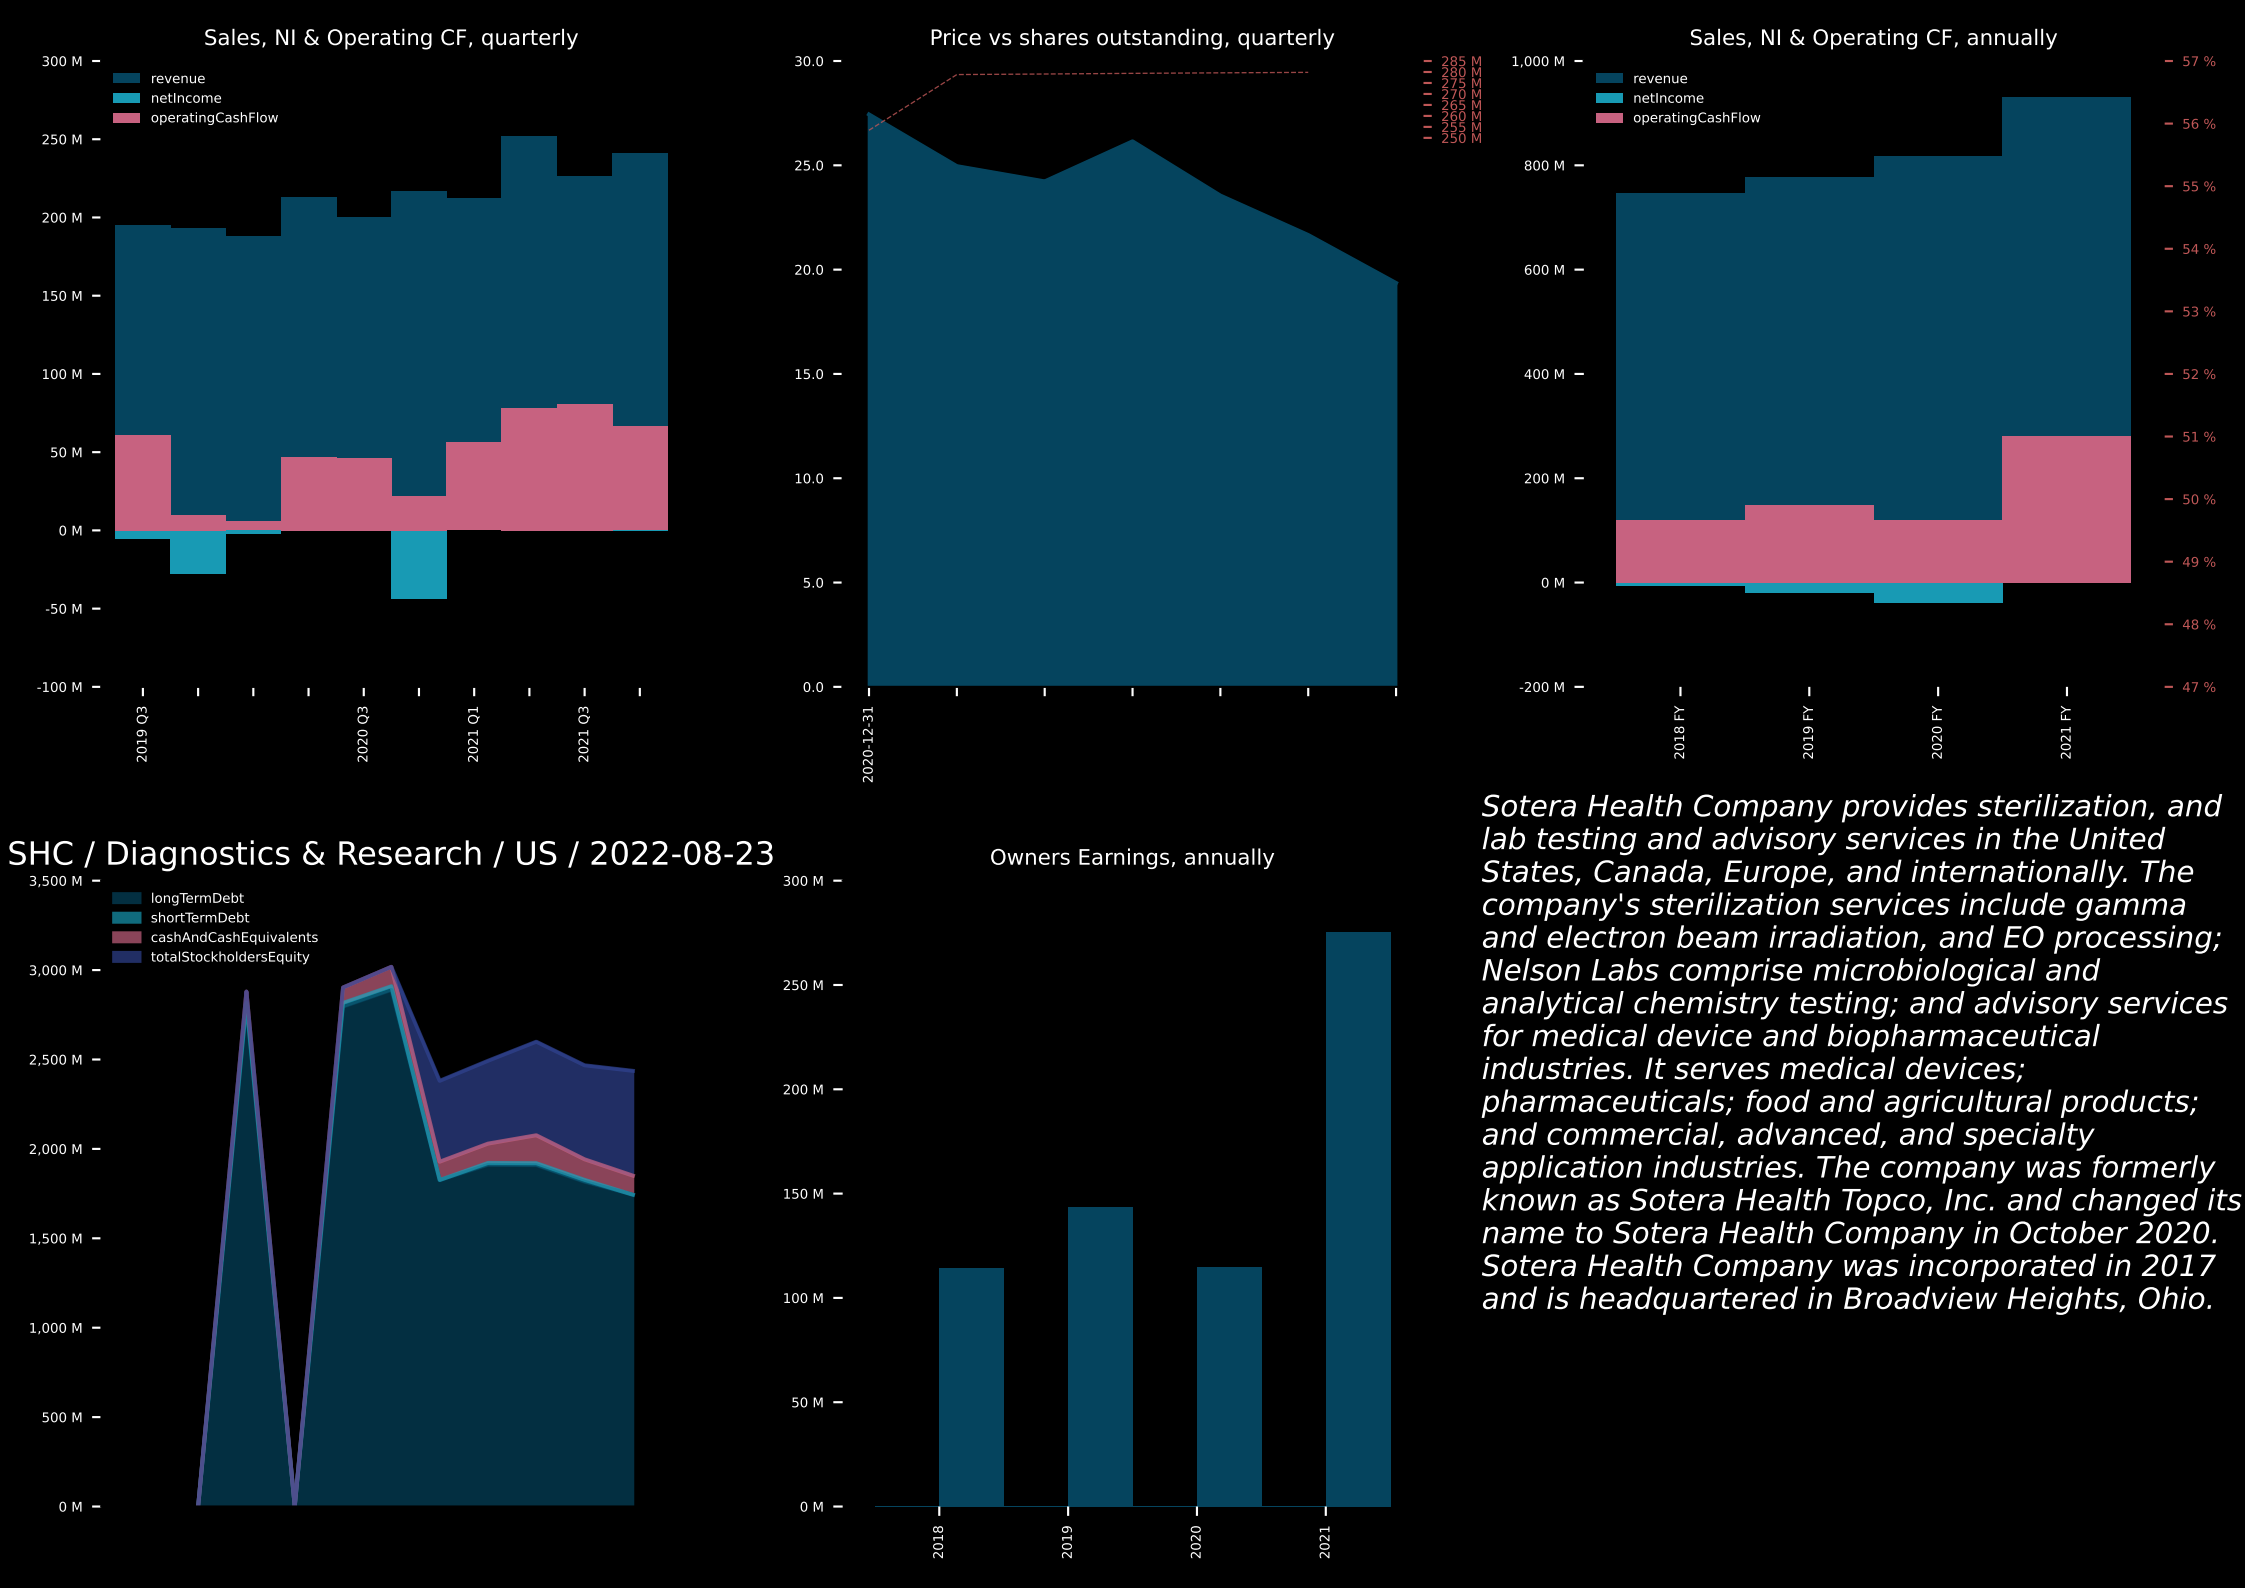 Sales, NI & Operating CF, quarterly
300 M
250 M
200 M
150 M
100 M
50 M
0 M
-50 M
-100 M
revenue
netIncome
operatingCashFlow
2019 Q3
2020 Q3
2021 Q1
2021 Q3
Price vs shares outstanding, quarterly
30.0
25.0
20.0
15.0
10.0
5.0
0.0
285 M
280 M
275 M
270 M
265 M
260 M
255 M
250 M
2020-12-31
Sales, NI & Operating CF, annually
1,000 M
800 M
600 M
400 M
200 M
0 M
-200 M
revenue
netIncome
operatingCashFlow
57 %
56 %
55 %
54 %
53 %
52 %
51 %
50 %
49 %
48 %
47 %
2018 FY
2019 FY
2020 FY
2021 FY
SHC / Diagnostics & Research / US / 2022-08-23
3,500 M
3,000 M
2,500 M
2,000 M
1,500 M
1,000 M
500 M
0 M
longTermDebt
shortTermDebt
cashAndCashEquivalents
totalStockholdersEquity
Owners Earnings, annually
300 M
250 M
200 M
150 M
100 M
50 M
0 M
2018
2019
2020
2021
Sotera Health Company provides sterilization, and
lab testing and advisory services in the United
States, Canada, Europe, and internationally. The
company's sterilization services include gamma
and electron beam irradiation, and EO processing;
Nelson Labs comprise microbiological and
analytical chemistry testing; and advisory services
for medical device and biopharmaceutical
industries. It serves medical devices;
pharmaceuticals; food and agricultural products;
and commercial, advanced, and specialty
application industries. The company was formerly
known as Sotera Health Topco, Inc. and changed its
name to Sotera Health Company in October 2020.
Sotera Health Company was incorporated in 2017
and is headquartered in Broadview Heights, Ohio.